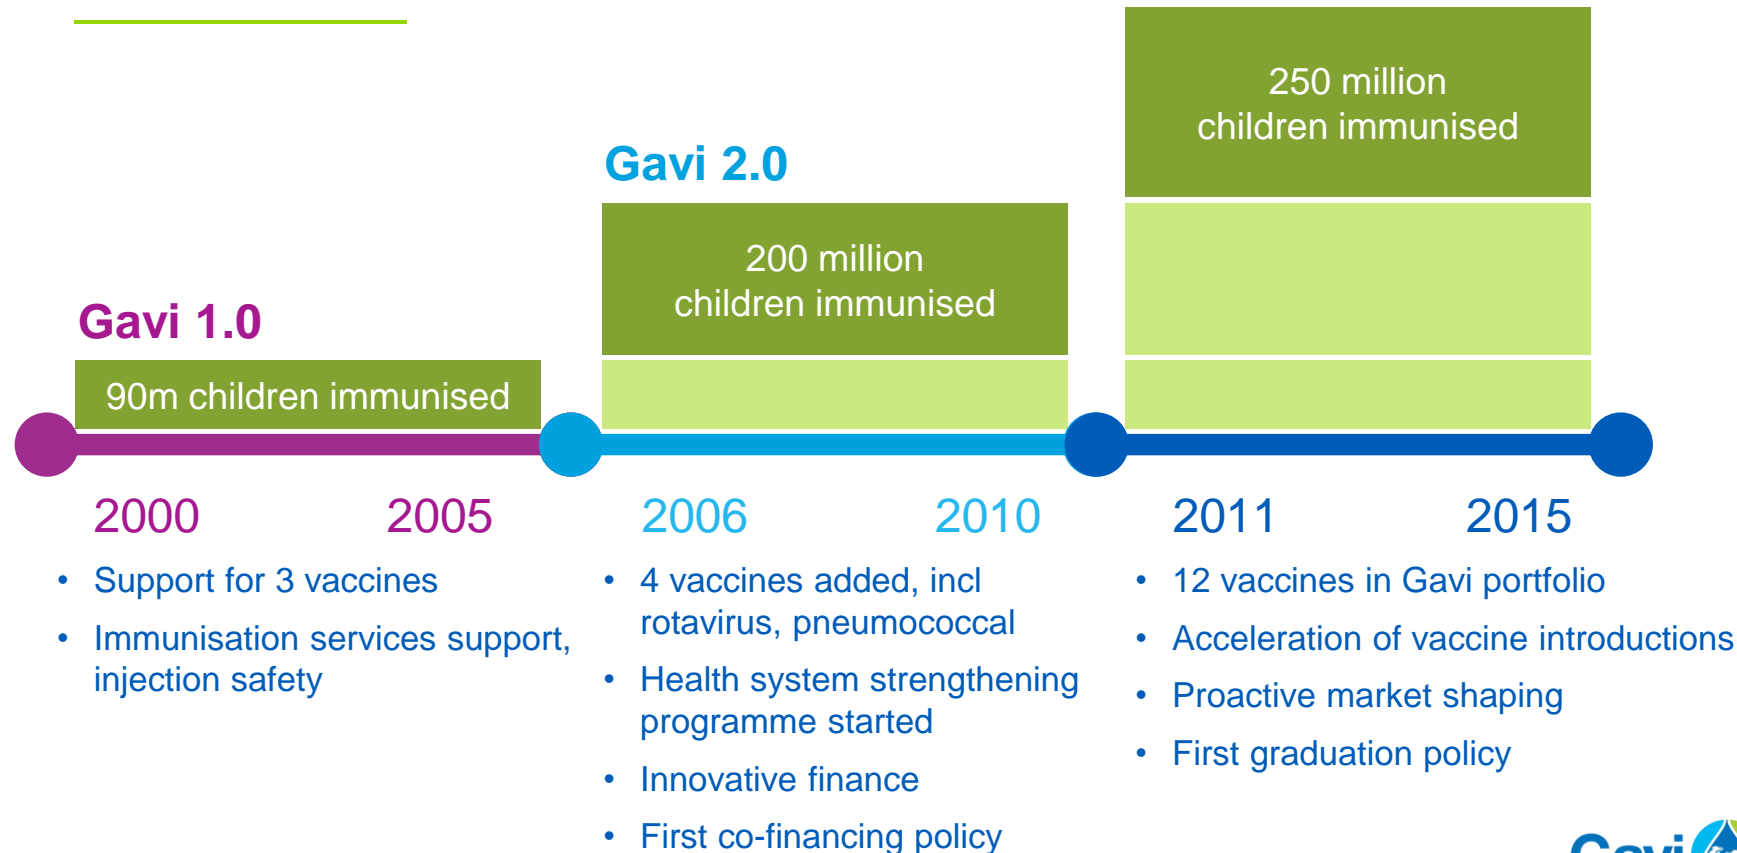 Gavi 1.0
90m children immunised
Gavi 2.0
200 million
children immunised
250 million
children immunised
2000
2005
2006
2010
2011
2015
• Support for 3 vaccines
• Immunisation services support,
injection safety
• 4 vaccines added, incl
rotavirus, pneumococcal
• Health system strengthening
programme started
• Innovative finance
• First co-financing policy
• 12 vaccines in Gavi portfolio
• Acceleration of vaccine introductions
• Proactive market shaping
• First graduation policy
Gavi